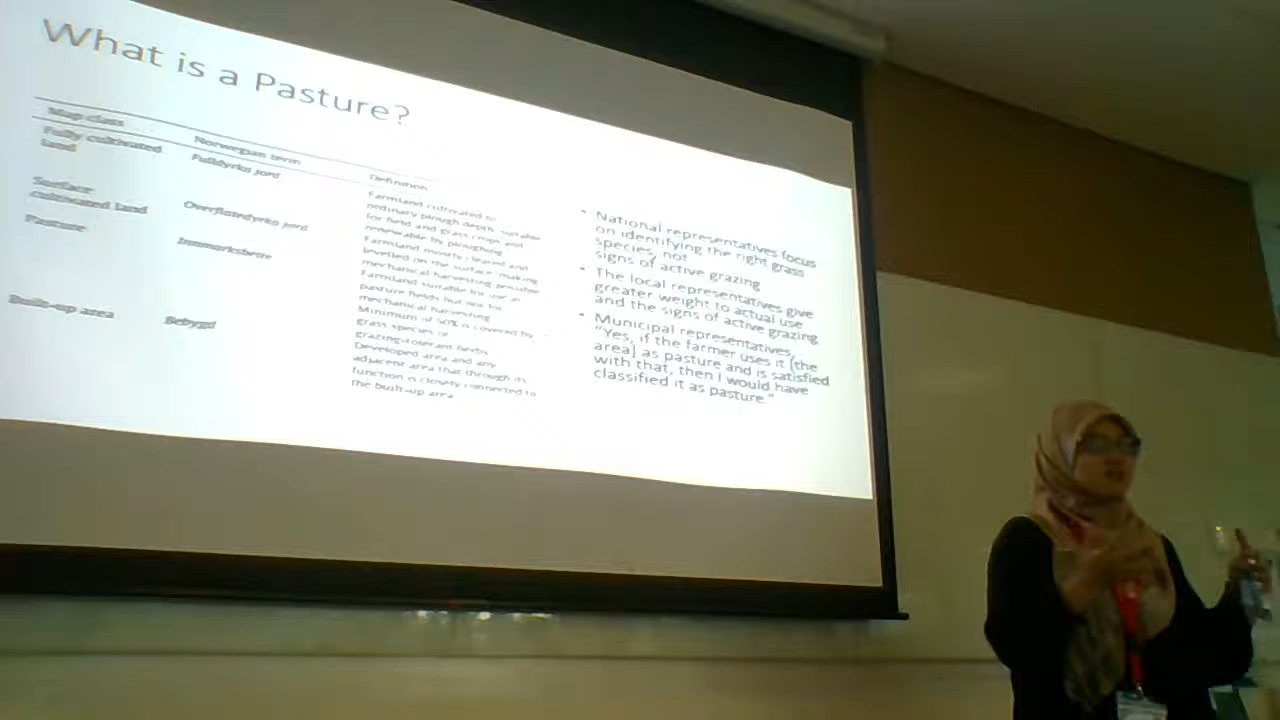 What is a Pasture?
Map class
Norwegian term
Definition
Fully cultivated
land
Fulldyrka jord
Farmland cultivated to
ordinary plough depth, suitable
for field and grass crops and
renewable by ploughing
Surface
cultivated land
Overflatedyrka jord
Farmland mostly cleared and
levelled on the surface, making
mechanical harvesting possible
Pasture
Innmarksbeite
Farmland suitable for use as
pasture fields but not for
mechanical harvesting
Minimum of 50% is covered by
grass species or
grazing-tolerant herbs
Built-up area
Bebygd
Developed area and any
adjacent area that through its
function is closely connected to
the built-up area
• National representatives focus
on identifying the right grass
species, not
signs of active grazing
• The local representatives give
greater weight to actual use
and the signs of active grazing
• Municipal representatives,
"Yes, if the farmer uses it [the
area] as pasture and is satisfied
with that, then I would have
classified it as pasture."